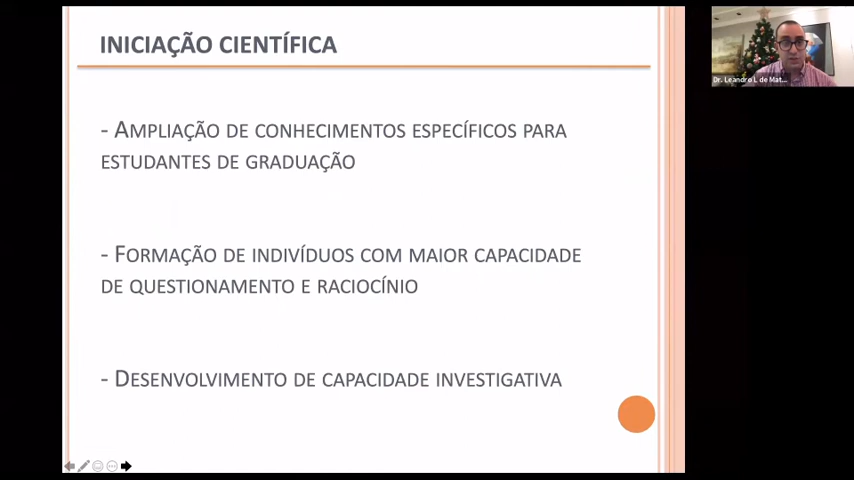 INICIAÇÃO CIENTÍFICA
- AMPLIAÇÃO DE CONHECIMENTOS ESPECÍFICOS PARA
ESTUDANTES DE GRADUAÇÃO
- FORMAÇÃO DE INDIVÍDUOS COM MAIOR CAPACIDADE
DE QUESTIONAMENTO E RACIOCÍNIO
- DESENVOLVIMENTO DE CAPACIDADE INVESTIGATIVA
Dr. Leandro L de Mat...